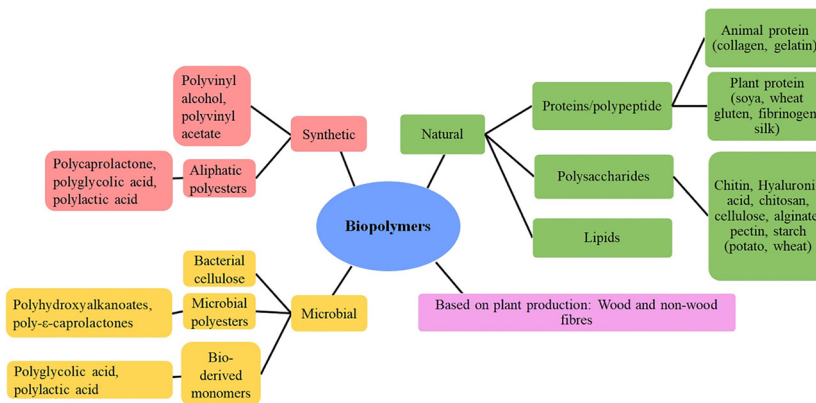 Polyvinyl
alcohol,
polyvinyl
acetate
Synthetic
Polycaprolactone,
polyglycolic acid,
polylactic acid
Aliphatic
polyesters
Natural
Proteins/polypeptide
Animal protein
(collagen, gelatin)
Plant protein
(soya, wheat
gluten, fibrinogen
silk)
Polysaccharides
Chitin, Hyaluroni
acid, chitosan,
cellulose, alginate
pectin, starch
(potato, wheat)
Lipids
Biopolymers
Bacterial
cellulose
Polyhydroxyalkanoates,
poly-ε-caprolactones
Microbial
polyesters
Microbial
Polyglycolic acid,
polylactic acid
Bio-
derived
monomers
Based on plant production: Wood and non-wood
fibres